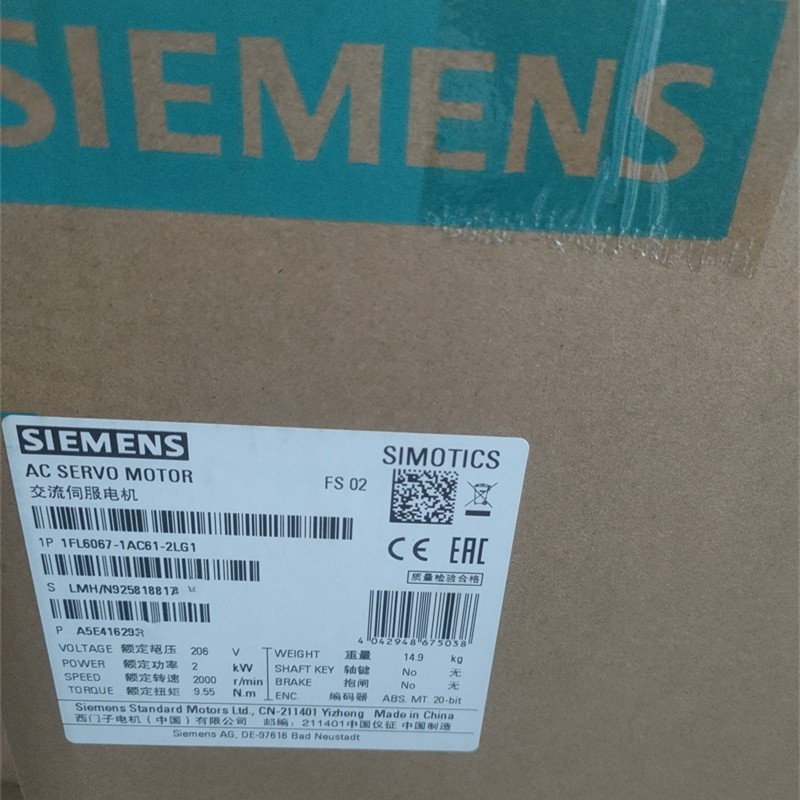 SIEMENS
SIEMENS
SIMOTICS
AC SERVO MOTOR
交流伺服电机
FS 02
1P 1FL6067-1AC61-2LG1
CE EAC
质量检验合格
S LMH/N925818817
P
4 042948 675038
VOLTAGE 额定电压 206 V
POWER 额定功率 2 kW
SPEED 额定转速 2000 r/min
TORQUE 额定扭矩 9.55 N.m
WEIGHT 重量 14.9 kg
SHAFT KEY 轴键 No 无
BRAKE 抱闸 No 无
ENC. 编码器 ABS. MT. 20-bit
Siemens Standard Motors Ltd., CN-211401 Yizheng Made in China
西门子电机（中国）有限公司 邮编：211401中国仪征 中国制造
Siemens AG, DE-97616 Bad Neustadt